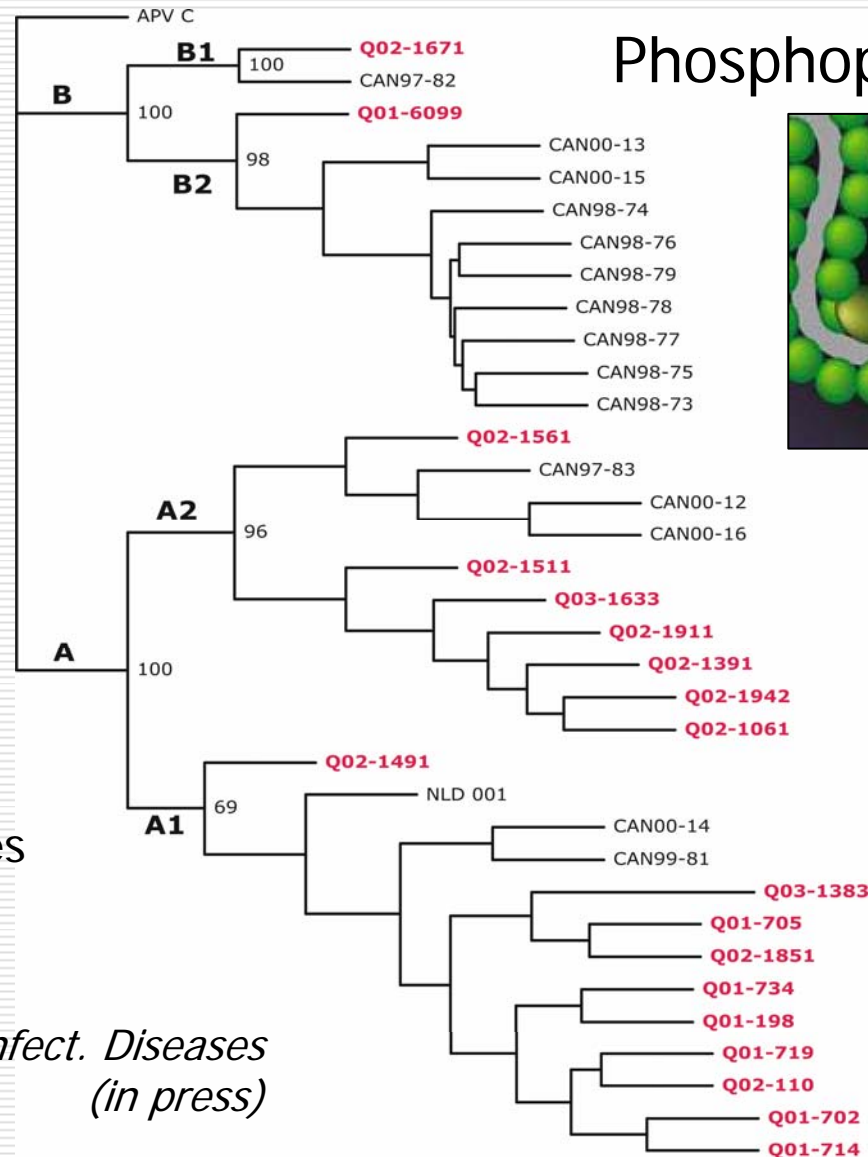 APV C
B1
Q02-1671
Phosphop
100
CAN97-82
B
100
Q01-6099
CAN00-13
98
CAN00-15
B2
CAN98-74
CAN98-76
CAN98-79
CAN98-78
CAN98-77
CAN98-75
CAN98-73
Q02-1561
CAN97-83
A2
CAN00-12
96
CAN00-16
Q02-1511
Q03-1633
Q02-1911
A
Q02-1391
100
Q02-1942
Q02-1061
Q02-1491
NLD 001
69
A1
CAN00-14
es
CAN99-81
Q03-1383
Q01-705
Q02-1851
Q01-734
Q01-198
nfect. Diseases
Q01-719
(in press)
Q02-110
Q01-702
Q01-714